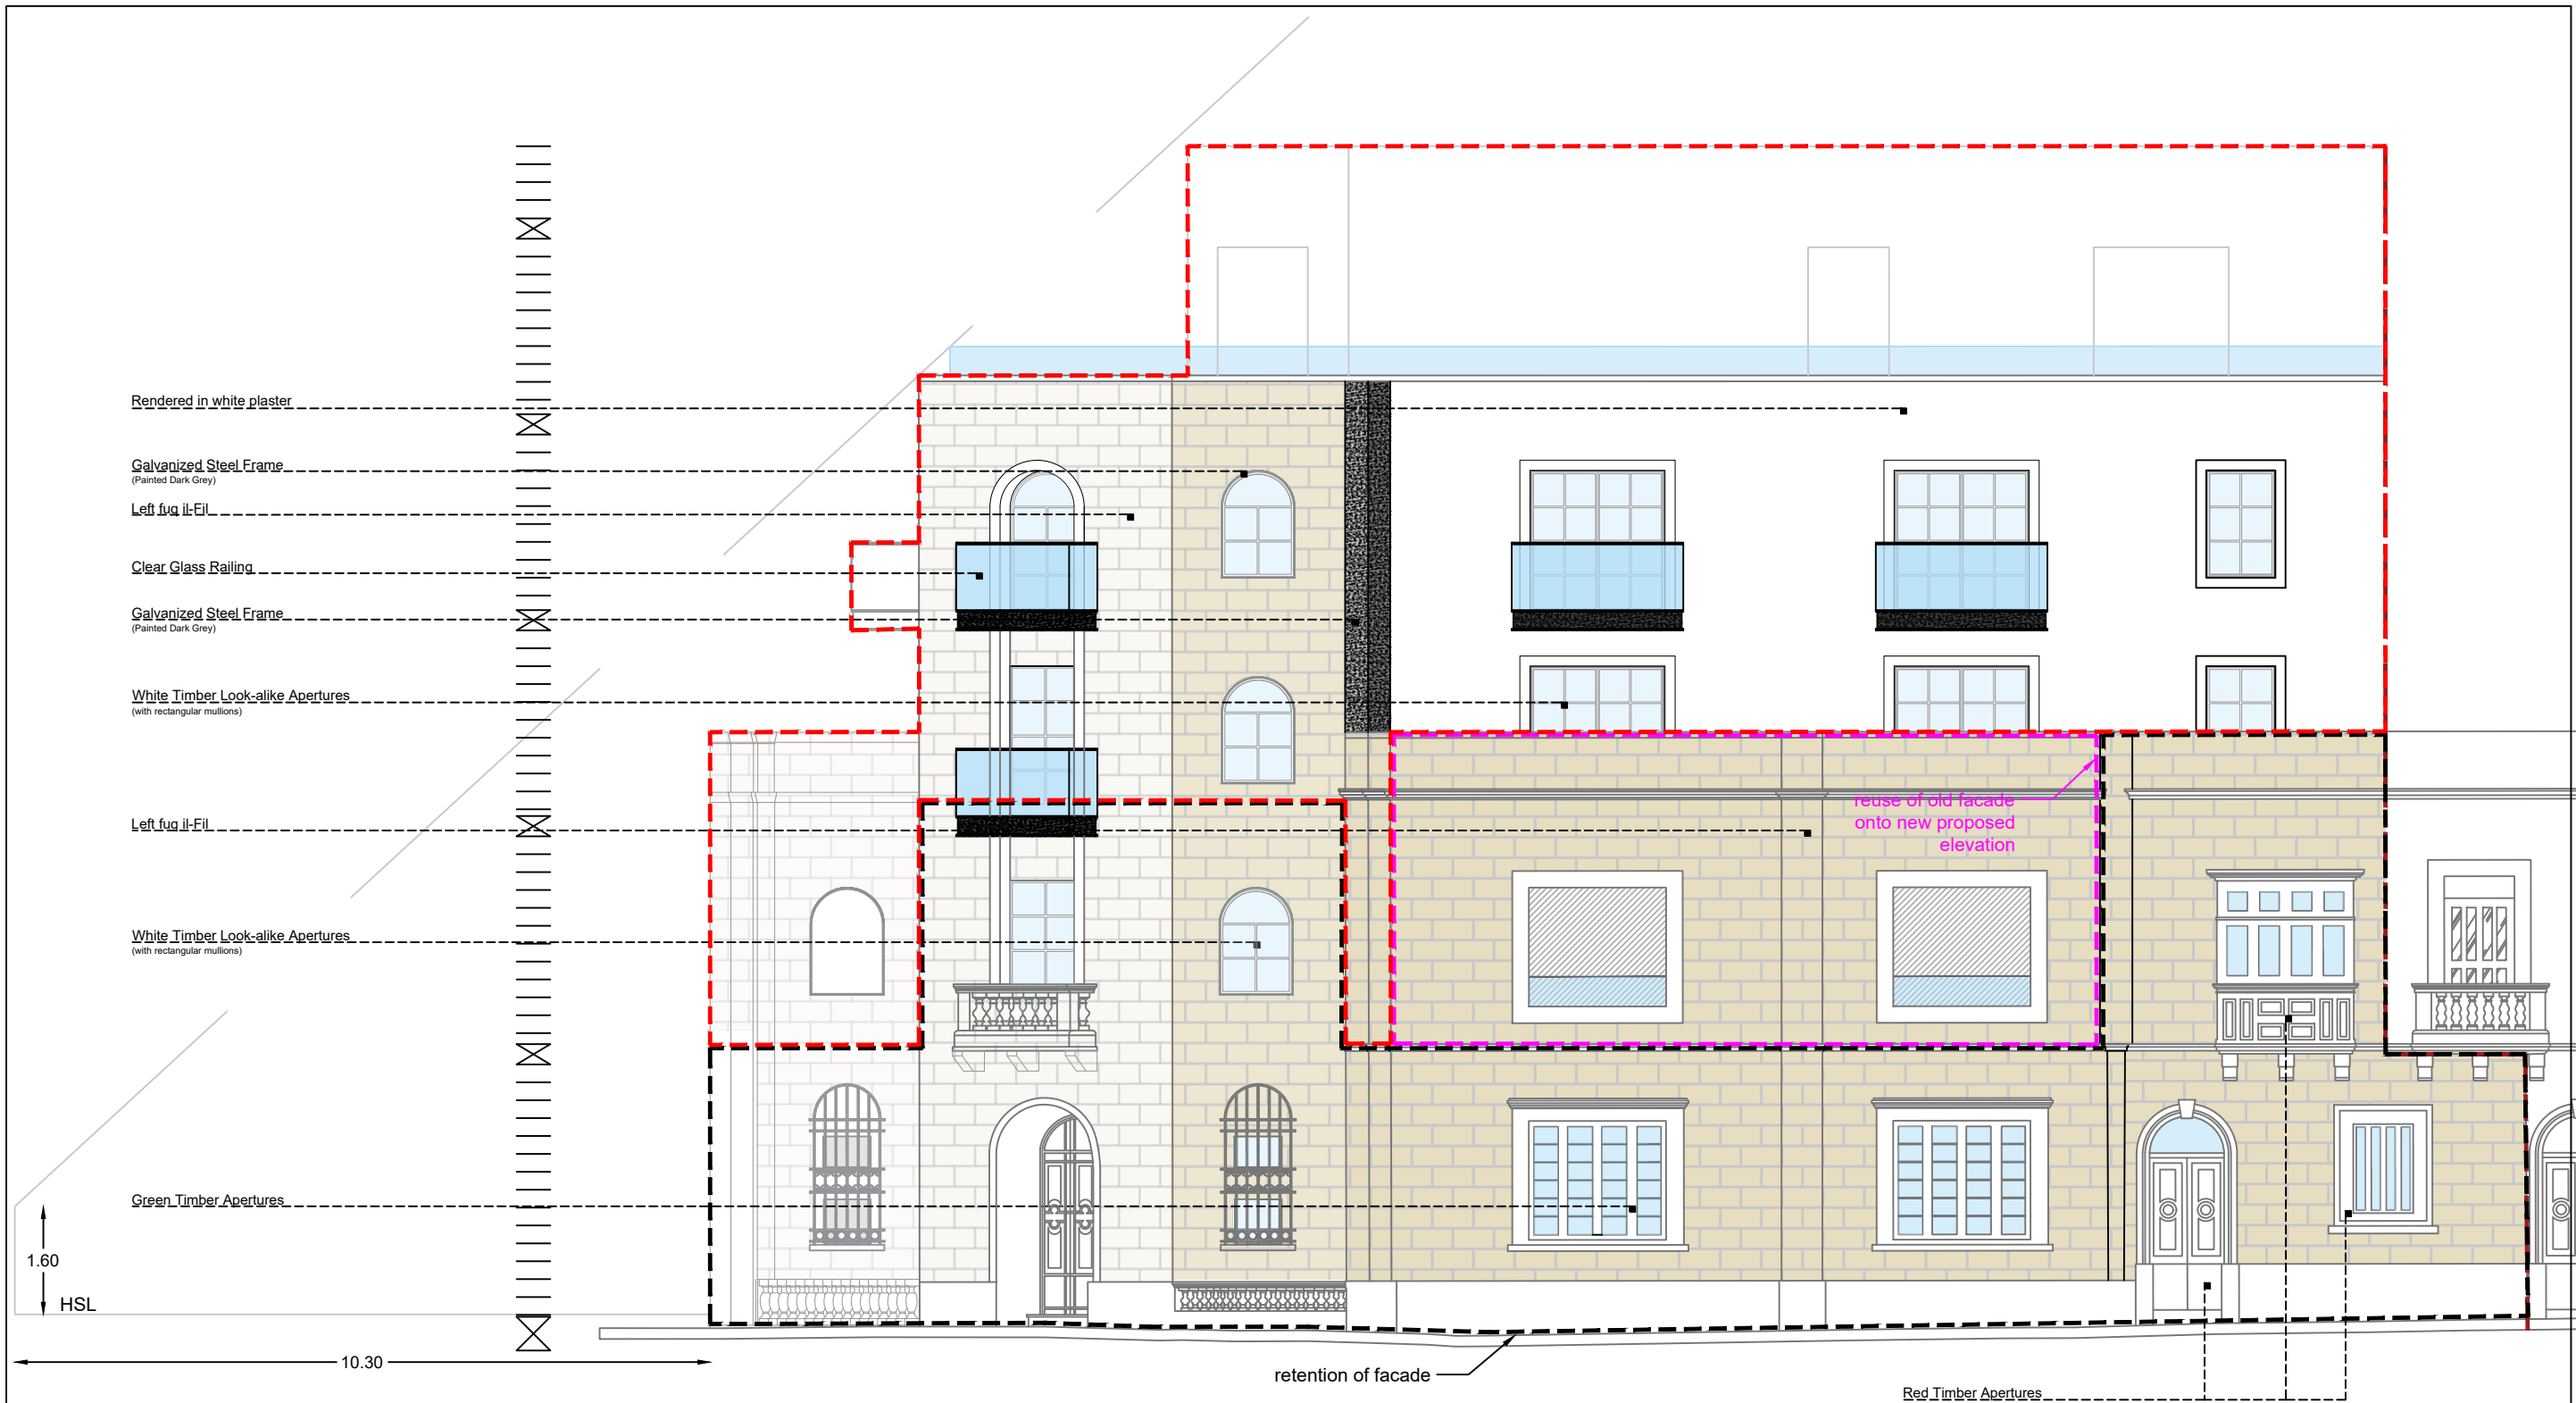 Rendered in white plaster
Galvanized Steel Frame
(Painted Dark Grey)
Left fuq il-Fil
Clear Glass Railing
Galvanized Steel Frame
(Painted Dark Grey)
White Timber Look-alike Apertures
(with rectangular mullions)
reuse of old facade
onto new proposed
elevation
Left fuq il-Fil
White Timber Look-alike Apertures
(with rectangular mullions)
Green Timber Apertures
1.60
HSL
10.30
retention of facade
Red Timber Apertures